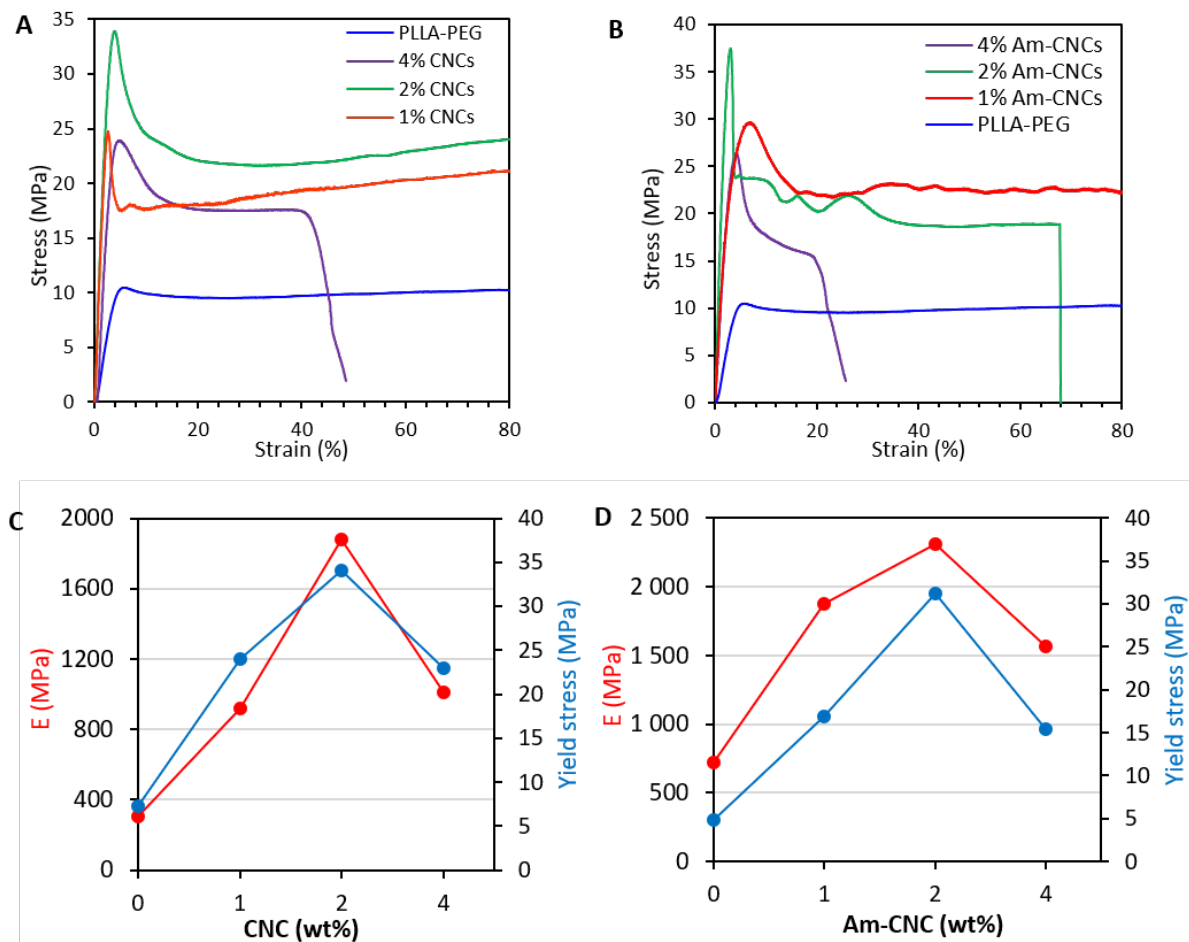 A
35
30
25
20
15
10
5
0
Stress (MPa)
PLLA-PEG
4% CNCs
2% CNCs
1% CNCs
0 20 40 60 80
Strain (%)
B
40
35
30
25
20
15
10
5
0
Stress (MPa)
4% Am-CNCs
2% Am-CNCs
1% Am-CNCs
PLLA-PEG
0 20 40 60 80
Strain (%)
C
2000
1600
1200
800
400
0
E (MPa)
40
35
30
25
20
15
10
5
0
Yield stress (MPa)
0 1 2 4
CNC (wt%)
D
2 500
2 000
1 500
1 000
500
0
E (MPa)
40
35
30
25
20
15
10
5
0
Yield stress (MPa)
0 1 2 4
Am-CNC (wt%)